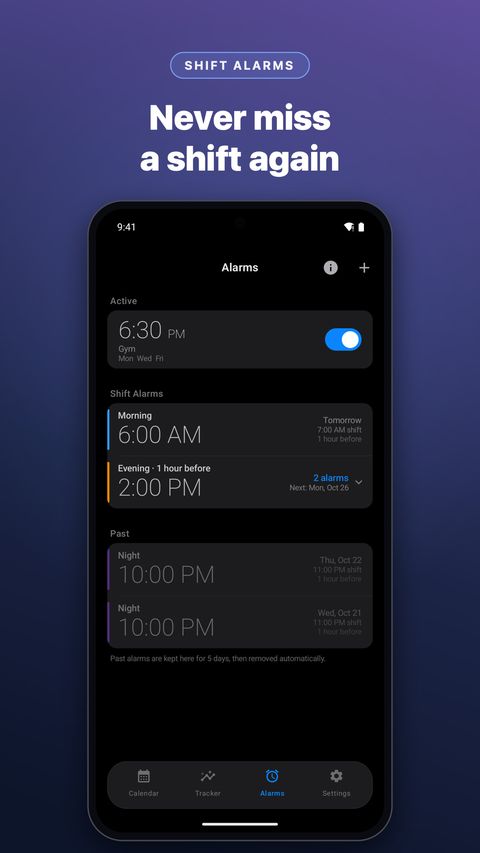 SHIFT ALARMS
Never miss
a shift again
9:41
Alarms
Active
6:30 PM
Gym
Mon Wed Fri
Shift Alarms
Morning
6:00 AM
Tomorrow
7:00 AM shift
1 hour before
Evening · 1 hour before
2:00 PM
2 alarms
Next: Mon, Oct 26
Past
Night
10:00 PM
Thu, Oct 22
11:00 PM shift
1 hour before
Night
10:00 PM
Wed, Oct 21
11:00 PM shift
1 hour before
Past alarms are kept here for 5 days, then removed automatically.
Calendar
Tracker
Alarms
Settings